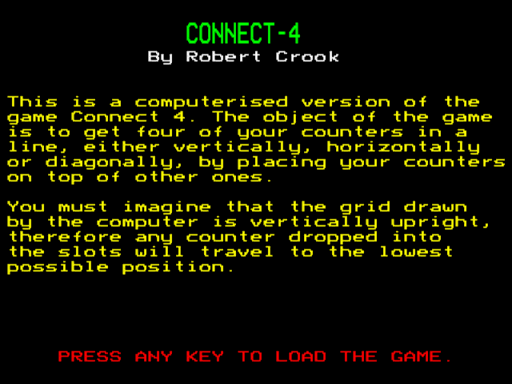 CONNECT-4
By Robert Crook
This is a computerised version of the
game Connect 4. The object of the game
is to get four of your counters in a
line, either vertically, horizontally
or diagonally, by placing your counters
on top of other ones.
You must imagine that the grid drawn
by the computer is vertically upright,
therefore any counter dropped into
the slots will travel to the lowest
possible position.
PRESS ANY KEY TO LOAD THE GAME.